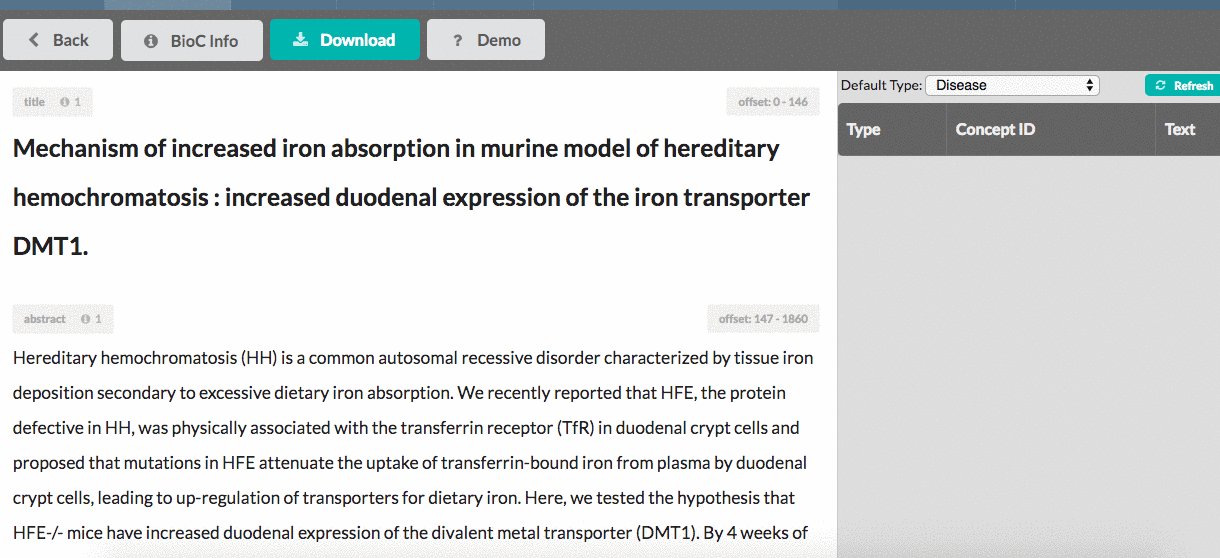 Back
BioC Info
Download
? Demo
title 1
offset: 0 - 146
Mechanism of increased iron absorption in murine model of hereditary
hemochromatosis : increased duodenal expression of the iron transporter
DMT1.
abstract 1
offset: 147 - 1860
Hereditary hemochromatosis (HH) is a common autosomal recessive disorder characterized by tissue iron
deposition secondary to excessive dietary iron absorption. We recently reported that HFE, the protein
defective in HH, was physically associated with the transferrin receptor (TfR) in duodenal crypt cells and
proposed that mutations in HFE attenuate the uptake of transferrin-bound iron from plasma by duodenal
crypt cells, leading to up-regulation of transporters for dietary iron. Here, we tested the hypothesis that
HFE-/- mice have increased duodenal expression of the divalent metal transporter (DMT1). By 4 weeks of
Default Type: Disease
Refresh
Type Concept ID Text